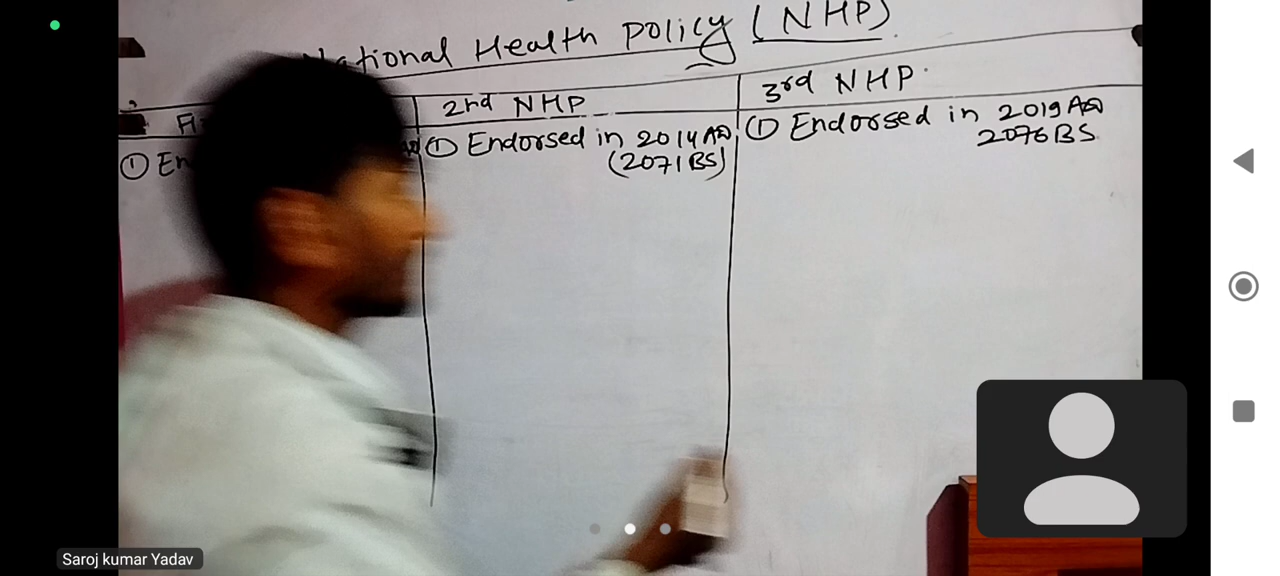 National Health Policy (NHP)
2nd NHP
3rd NHP
① En
① Endorsed in 2014 AD
(2071 BS)
① Endorsed in 2019 AD
2076 BS
Saroj kumar Yadav